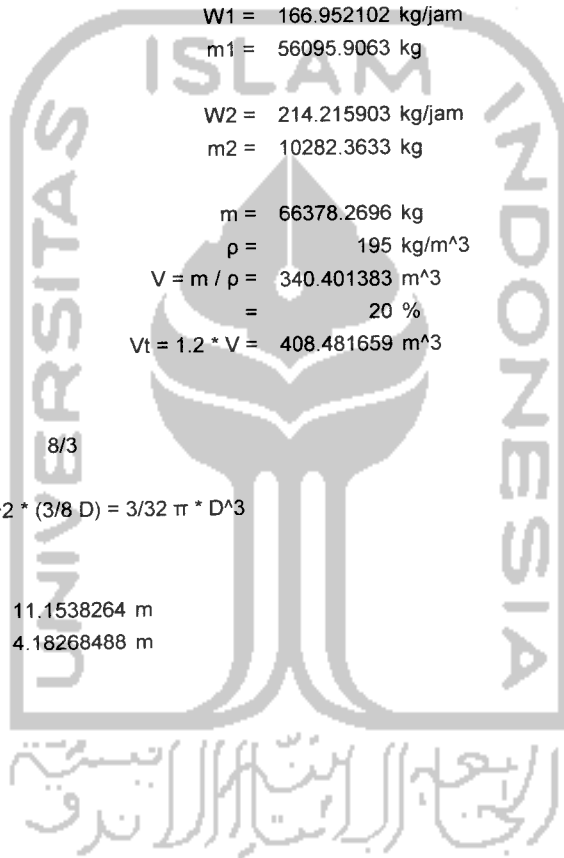 W1 = 166.952102 kg/jam
m1 = 56095.9063 kg
W2 = 214.215903 kg/jam
m2 = 10282.3633 kg
m = 66378.2696 kg
ρ = 195 kg/m^3
V = m / ρ = 340.401383 m^3
= 20 %
Vt = 1.2 * V = 408.481659 m^3
8/3
2 * (3/8 D) = 3/32 π * D^3
11.1538264 m
4.18268488 m
UNIVERSITAS
ISLAM
INDONESIA